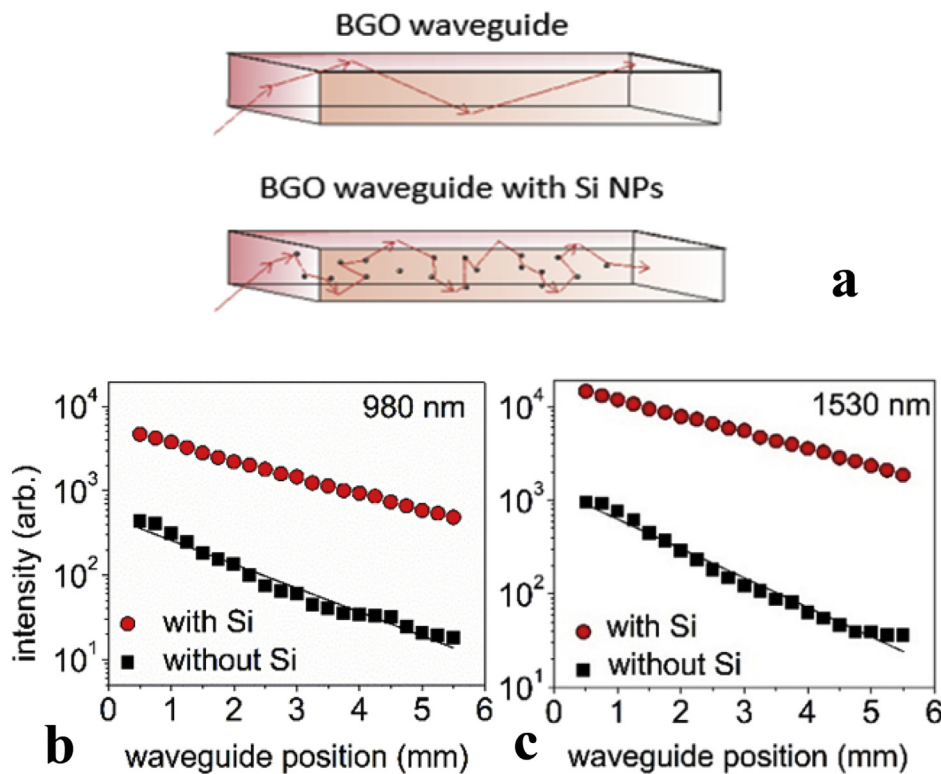 BGO waveguide
BGO waveguide with Si NPs
a
10^4
10^3
10^2
10^1
intensity (arb.)
980 nm
with Si
without Si
0 1 2 3 4 5 6
waveguide position (mm)
b
10^4
10^3
10^2
10^1
1530 nm
with Si
without Si
0 1 2 3 4 5 6
waveguide position (mm)
c